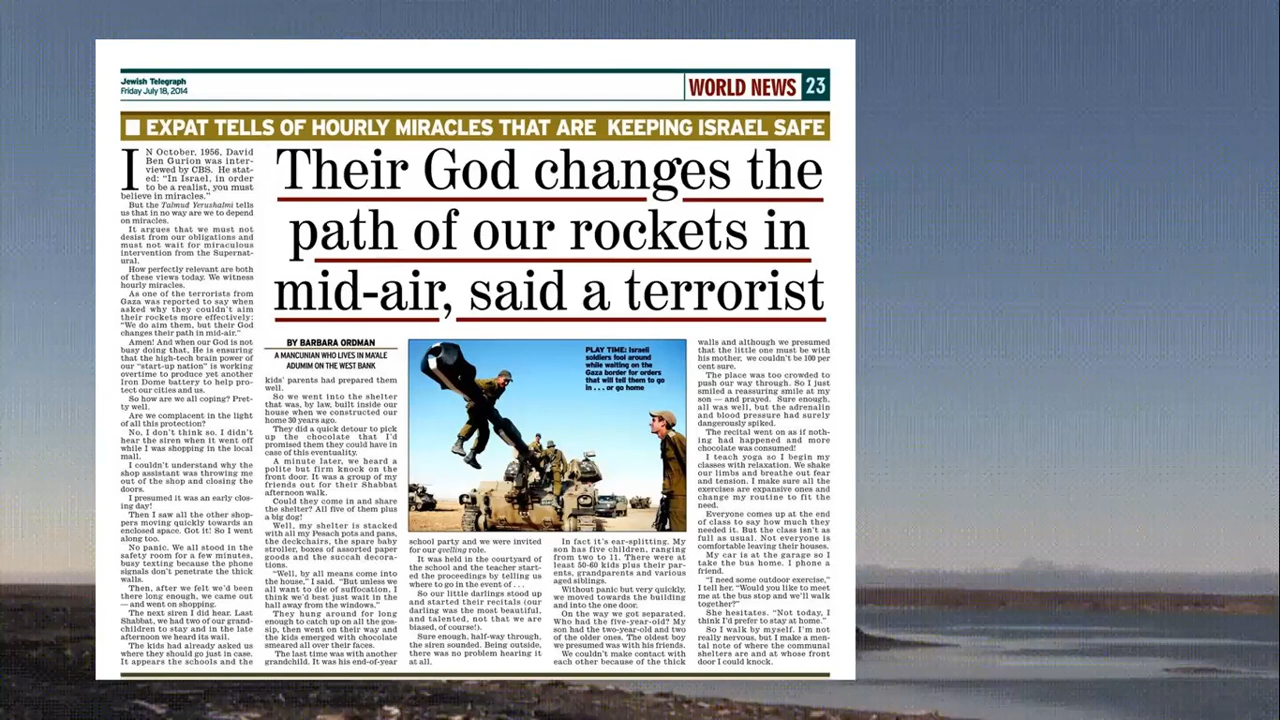 Jewish Telegraph
Friday July 18, 2014
WORLD NEWS 23
EXPAT TELLS OF HOURLY MIRACLES THAT ARE KEEPING ISRAEL SAFE
Their God changes the
path of our rockets in
mid-air, said a terrorist
IN October, 1956, David
Ben Gurion was inter-
viewed by CBS. He stat-
ed: “In Israel, in order
to be a realist, you must
believe in miracles.”
But the Talmud Yerushalmi tells
us that in no way are we to depend
on miracles.
It argues that we must not
desist from our obligations and
must not wait for miraculous
intervention from the Supernat-
ural.
How perfectly relevant are both
of these views today. We witness
hourly miracles.
As one of the terrorists from
Gaza was reported to say when
asked why they couldn’t aim
their rockets more effectively:
“We do aim them, but their God
changes their path in mid-air.”
Amen! And when our God is not
busy doing that, He is ensuring
that the high-tech brain power of
our “start-up nation” is working
overtime to produce yet another
Iron Dome battery to help pro-
tect our cities and us.
So how are we all coping? Pret-
ty well.
Are we complacent in the light
of all this protection?
No, I don’t think so. I didn’t
hear the siren when it went off
while I was shopping in the local
mall.
I couldn’t understand why the
shop assistant was throwing me
out of the shop and closing the
doors.
I presumed it was an early clos-
ing day!
Then I saw all the other shop-
pers moving quickly towards an
enclosed space. Got it! So I went
along too.
No panic. We all stood in the
safety room for a few minutes,
busy texting because the phone
signals don’t penetrate the thick
walls.
Then, after we felt we’d been
there long enough, we came out
— and went on shopping.
The next siren I did hear. Last
Shabbat, we had two of our grand-
children to stay and in the late
afternoon we heard its wail.
The kids had already asked us
where they should go just in case.
It appears the schools and the
BY BARBARA ORDMAN
A MANCUNIAN WHO LIVES IN MA’ALE
ADUMIM ON THE WEST BANK
kids’ parents had prepared them
well.
So we went into the shelter
that was, by law, built inside our
house when we constructed our
home 30 years ago.
They did a quick detour to pick
up the chocolate that I’d
promised them they could have in
case of this eventuality.
A minute later, we heard a
polite but firm knock on the
front door. It was a group of my
friends out for their Shabbat
afternoon walk.
Could they come in and share
the shelter? All five of them plus
a big dog!
Well, my shelter is stacked
with all my Pesach pots and pans,
the deckchairs, the spare baby
stroller, boxes of assorted paper
goods and the succah decora-
tions.
“Well, by all means come into
the house,” I said. “But unless we
all want to die of suffocation, I
think we’d best just wait in the
hall away from the windows.”
They hung around for long
enough to catch up on all the gos-
sip, then went on their way and
the kids emerged with chocolate
smeared all over their faces.
The last time was with another
grandchild. It was his end-of-year
PLAY TIME: Israeli
soldiers fool around
while waiting on the
Gaza border for orders
that will tell them to go
in . . . or go home
school party and we were invited
for our qvelling role.
It was held in the courtyard of
the school and the teacher start-
ed the proceedings by telling us
where to go in the event of . . .
So our little darlings stood up
and started their recitals (our
darling was the most beautiful,
and talented, not that we are
biased, of course!).
Sure enough, half-way through,
the siren sounded. Being outside,
there was no problem hearing it
at all.
In fact it’s ear-splitting. My
son has five children, ranging
from two to 11. There were at
least 50-60 kids plus their par-
ents, grandparents and various
aged siblings.
Without panic but very quickly,
we moved towards the building
and into the one door.
On the way we got separated.
Who had the five-year-old? My
son had the two-year-old and two
of the older ones. The oldest boy
we presumed was with his friends.
We couldn’t make contact with
each other because of the thick
walls and although we presumed
that the little one must be with
his mother, we couldn’t be 100 per
cent sure.
The place was too crowded to
push our way through. So I just
smiled a reassuring smile at my
son — and prayed. Sure enough,
all was well, but the adrenalin
and blood pressure had surely
dangerously spiked.
The recital went on as if noth-
ing had happened and more
chocolate was consumed!
I teach yoga so I begin my
classes with relaxation. We shake
our limbs and breathe out fear
and tension. I make sure all the
exercises are expansive ones and
change my routine to fit the
need.
Everyone comes up at the end
of class to say how much they
needed it. But the class isn’t as
full as usual. Not everyone is
comfortable leaving their houses.
My car is at the garage so I
take the bus home. I phone a
friend.
“I need some outdoor exercise,”
I tell her. “Would you like to meet
me at the bus stop and we’ll walk
together?”
She hesitates. “Not today, I
think I’d prefer to stay at home.”
So I walk by myself. I’m not
really nervous, but I make a men-
tal note of where the communal
shelters are and at whose front
door I could knock.